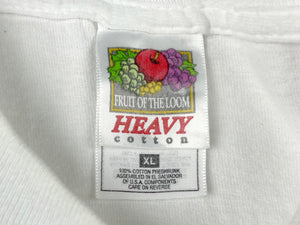 FRUIT OF THE LOOM
HEAVY
cotton
XL
100% COTTON PRESHRUNK
ASSEMBLED IN EL SALVADOR
OF U.S.A. COMPONENTS
CARE ON REVERSE